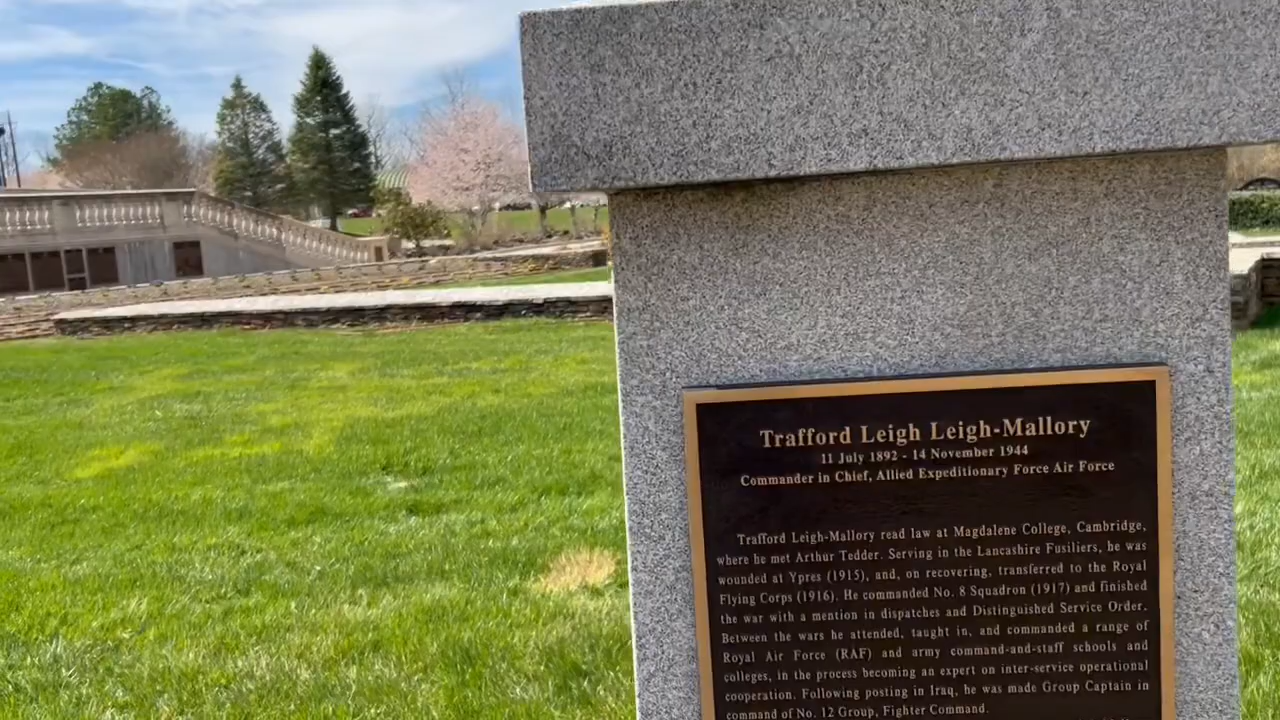 Trafford Leigh Leigh-Mallory
11 July 1892 - 14 November 1944
Commander in Chief, Allied Expeditionary Force Air Force
Trafford Leigh-Mallory read law at Magdalene College, Cambridge,
where he met Arthur Tedder. Serving in the Lancashire Fusiliers, he was
wounded at Ypres (1915), and, on recovering, transferred to the Royal
Flying Corps (1916). He commanded No. 8 Squadron (1917) and finished
the war with a mention in dispatches and Distinguished Service Order.
Between the wars he attended, taught in, and commanded a range of
Royal Air Force (RAF) and army command-and-staff schools and
colleges, in the process becoming an expert on inter-service operational
cooperation. Following posting in Iraq, he was made Group Captain in
command of No. 12 Group, Fighter Command.